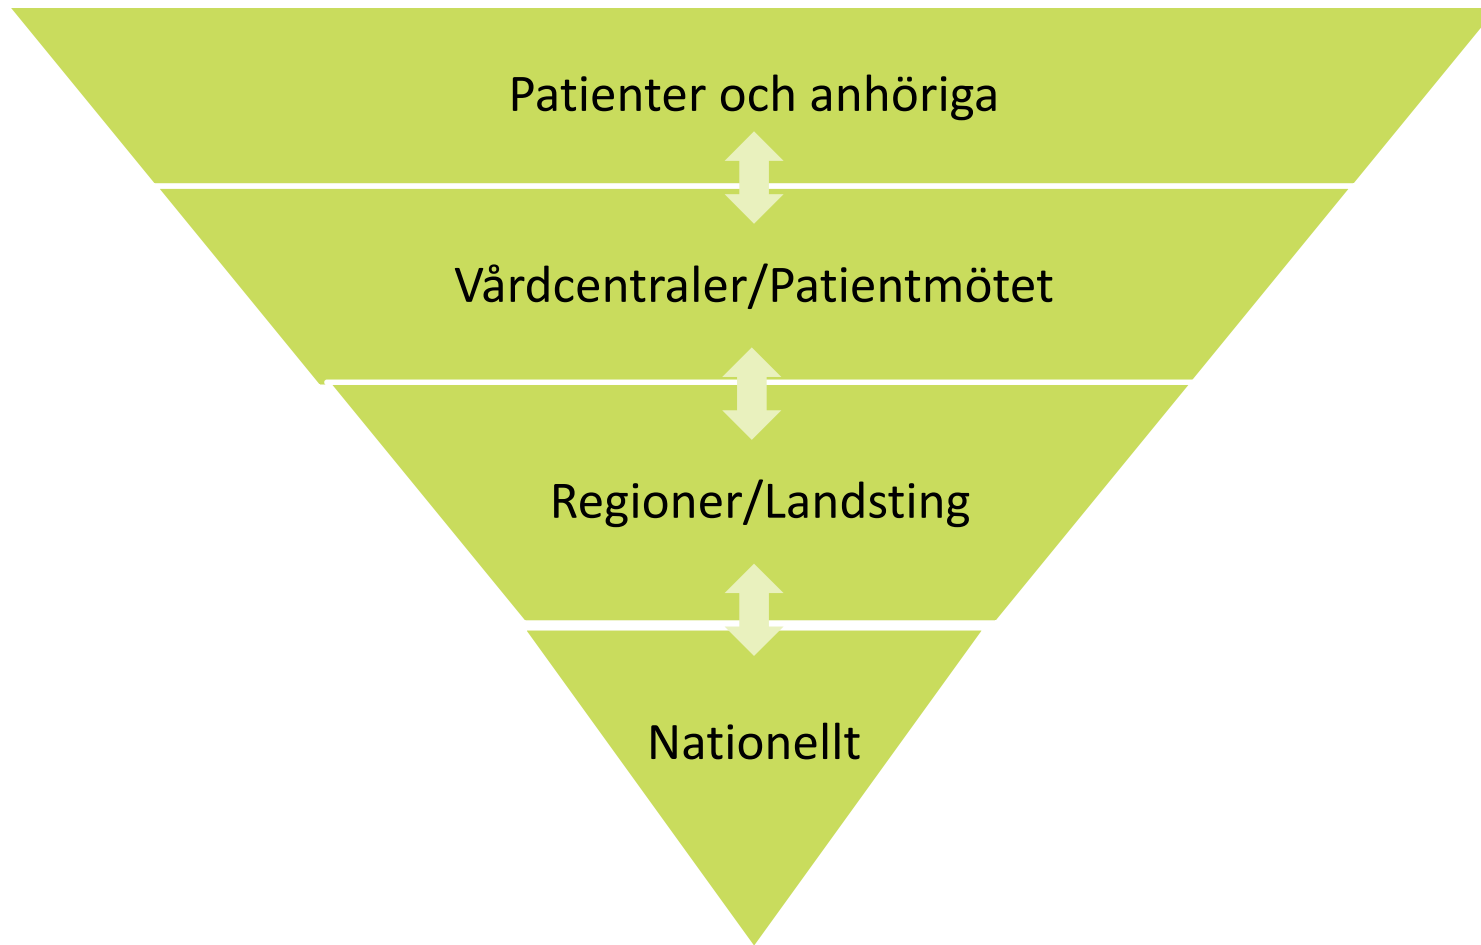 Patienter och anhöriga
Vårdcentraler/Patientmötet
Regioner/Landsting
Nationellt